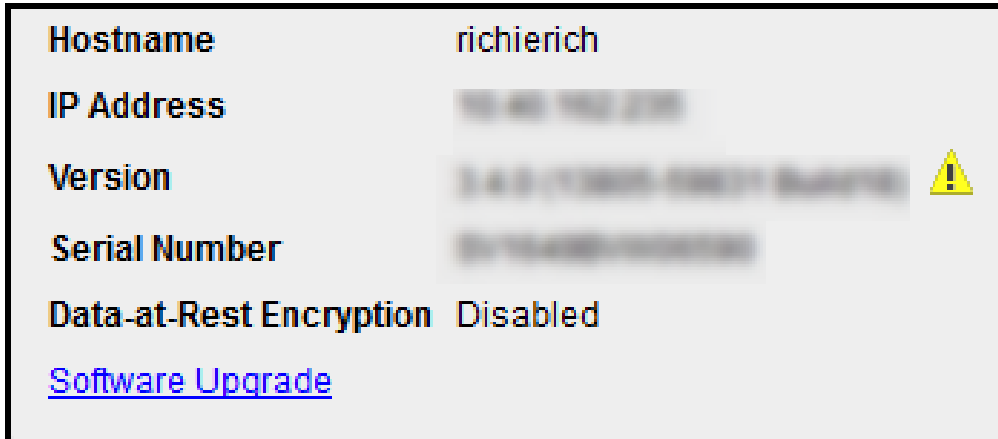 Hostname richierich
IP Address
Version
Serial Number
Data-at-Rest Encryption Disabled
Software Upgrade